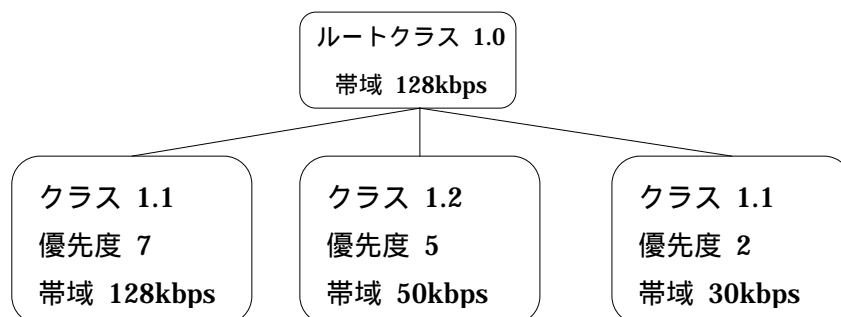 ルートクラス 1.0
帯域 128kbps
クラス 1.1
優先度 7
帯域 128kbps
クラス 1.2
優先度 5
帯域 50kbps
クラス 1.1
優先度 2
帯域 30kbps